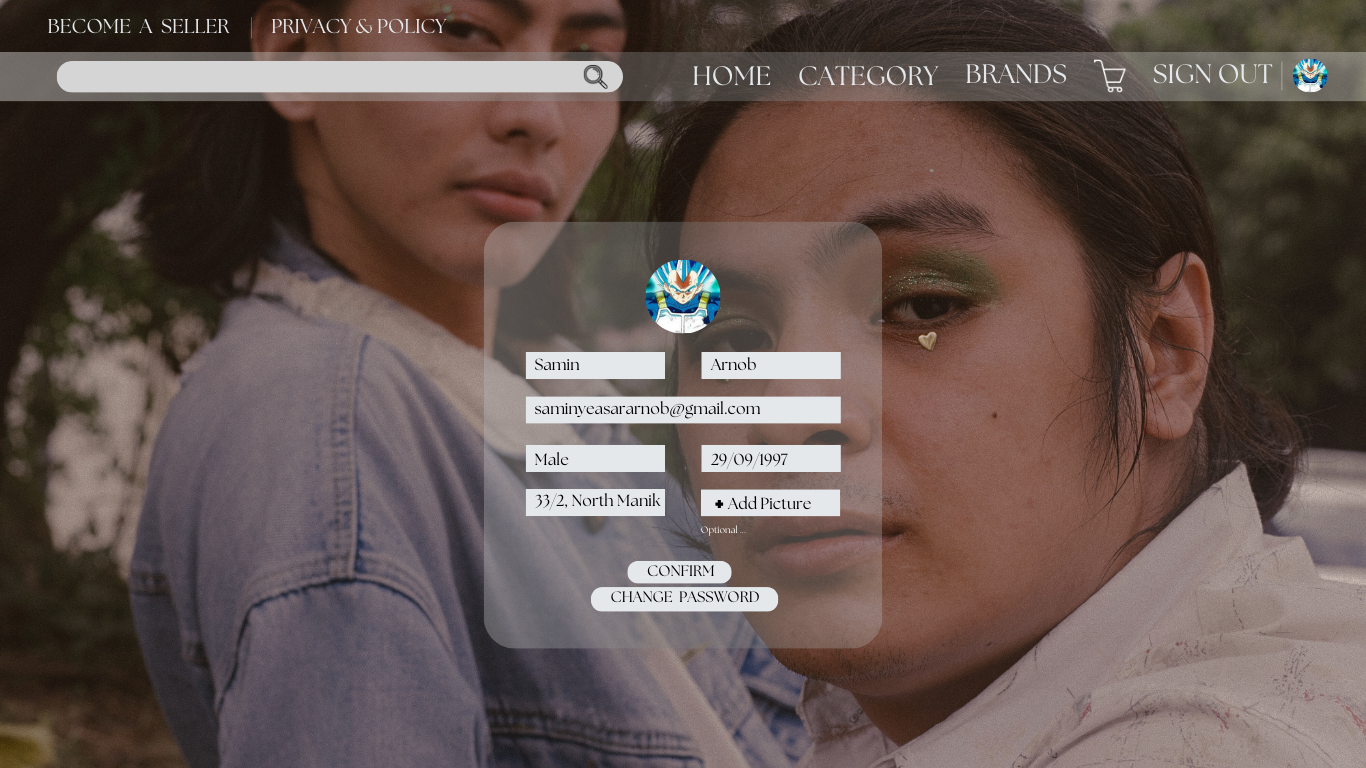 BECOME A SELLER | PRIVACY & POLICY
HOME CATEGORY BRANDS SIGN OUT
Samin Arnob
saminyeasararnob@gmail.com
Male 29/09/1997
33/2, North Manik + Add Picture
Optional ...
CONFIRM
CHANGE PASSWORD